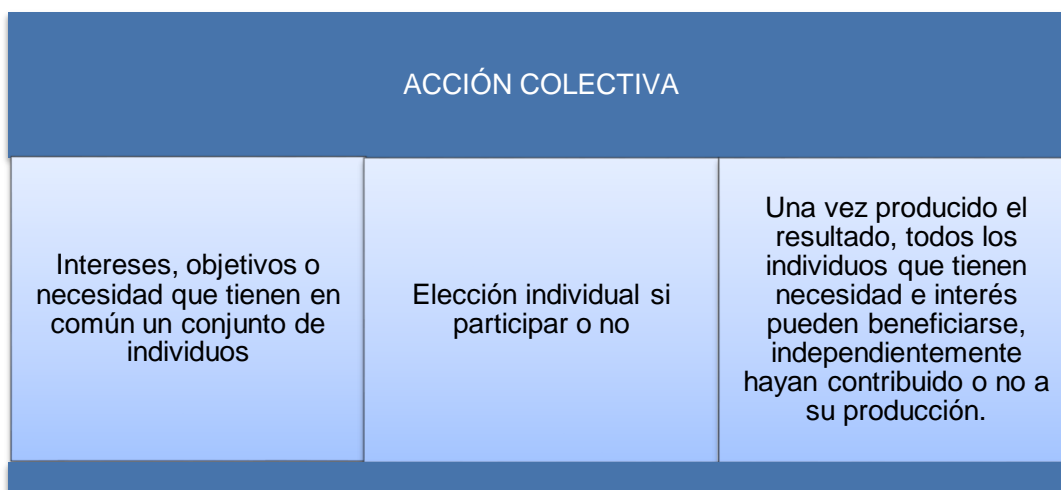 ACCIÓN COLECTIVA
Intereses, objetivos o
necesidad que tienen en
común un conjunto de
individuos
Elección individual si
participar o no
Una vez producido el
resultado, todos los
individuos que tienen
necesidad e interés
pueden beneficiarse,
independientemente
hayan contribuido o no a
su producción.